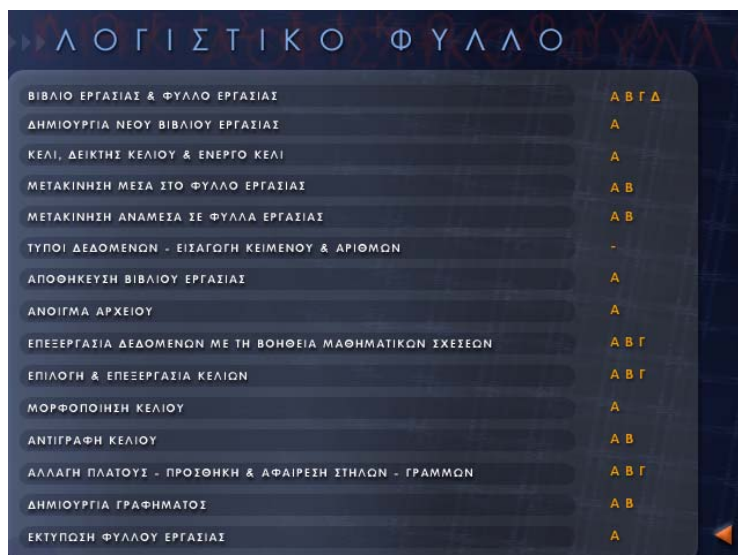 ΛΟΓΙΣΤΙΚΟ ΦΥΛΛΟ
ΒΙΒΛΙΟ ΕΡΓΑΣΙΑΣ & ΦΥΛΛΟ ΕΡΓΑΣΙΑΣ Α Β Γ Δ
ΔΗΜΙΟΥΡΓΙΑ ΝΕΟΥ ΒΙΒΛΙΟΥ ΕΡΓΑΣΙΑΣ Α
ΚΕΛΙ, ΔΕΙΚΤΗΣ ΚΕΛΙΟΥ & ΕΝΕΡΓΟ ΚΕΛΙ Α
ΜΕΤΑΚΙΝΗΣΗ ΜΕΣΑ ΣΤΟ ΦΥΛΛΟ ΕΡΓΑΣΙΑΣ Α Β
ΜΕΤΑΚΙΝΗΣΗ ΑΝΑΜΕΣΑ ΣΕ ΦΥΛΛΑ ΕΡΓΑΣΙΑΣ Α Β
ΤΥΠΟΙ ΔΕΔΟΜΕΝΩΝ - ΕΙΣΑΓΩΓΗ ΚΕΙΜΕΝΟΥ & ΑΡΙΘΜΩΝ -
ΑΠΟΘΗΚΕΥΣΗ ΒΙΒΛΙΟΥ ΕΡΓΑΣΙΑΣ Α
ΑΝΟΙΓΜΑ ΑΡΧΕΙΟΥ Α
ΕΠΕΞΕΡΓΑΣΙΑ ΔΕΔΟΜΕΝΩΝ ΜΕ ΤΗ ΒΟΗΘΕΙΑ ΜΑΘΗΜΑΤΙΚΩΝ ΣΧΕΣΕΩΝ Α Β Γ
ΕΠΙΛΟΓΗ & ΕΠΕΞΕΡΓΑΣΙΑ ΚΕΛΙΩΝ Α Β Γ
ΜΟΡΦΟΠΟΙΗΣΗ ΚΕΛΙΟΥ Α
ΑΝΤΙΓΡΑΦΗ ΚΕΛΙΟΥ Α Β
ΑΛΛΑΓΗ ΠΛΑΤΟΥΣ - ΠΡΟΣΘΗΚΗ & ΑΦΑΙΡΕΣΗ ΣΤΗΛΩΝ - ΓΡΑΜΜΩΝ Α Β Γ
ΔΗΜΙΟΥΡΓΙΑ ΓΡΑΦΗΜΑΤΟΣ Α Β
ΕΚΤΥΠΩΣΗ ΦΥΛΛΟΥ ΕΡΓΑΣΙΑΣ Α